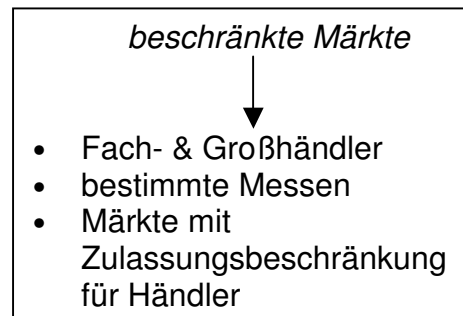 beschränkte Märkte
• Fach- & Großhändler
• bestimmte Messen
• Märkte mit
Zulassungsbeschränkung
für Händler